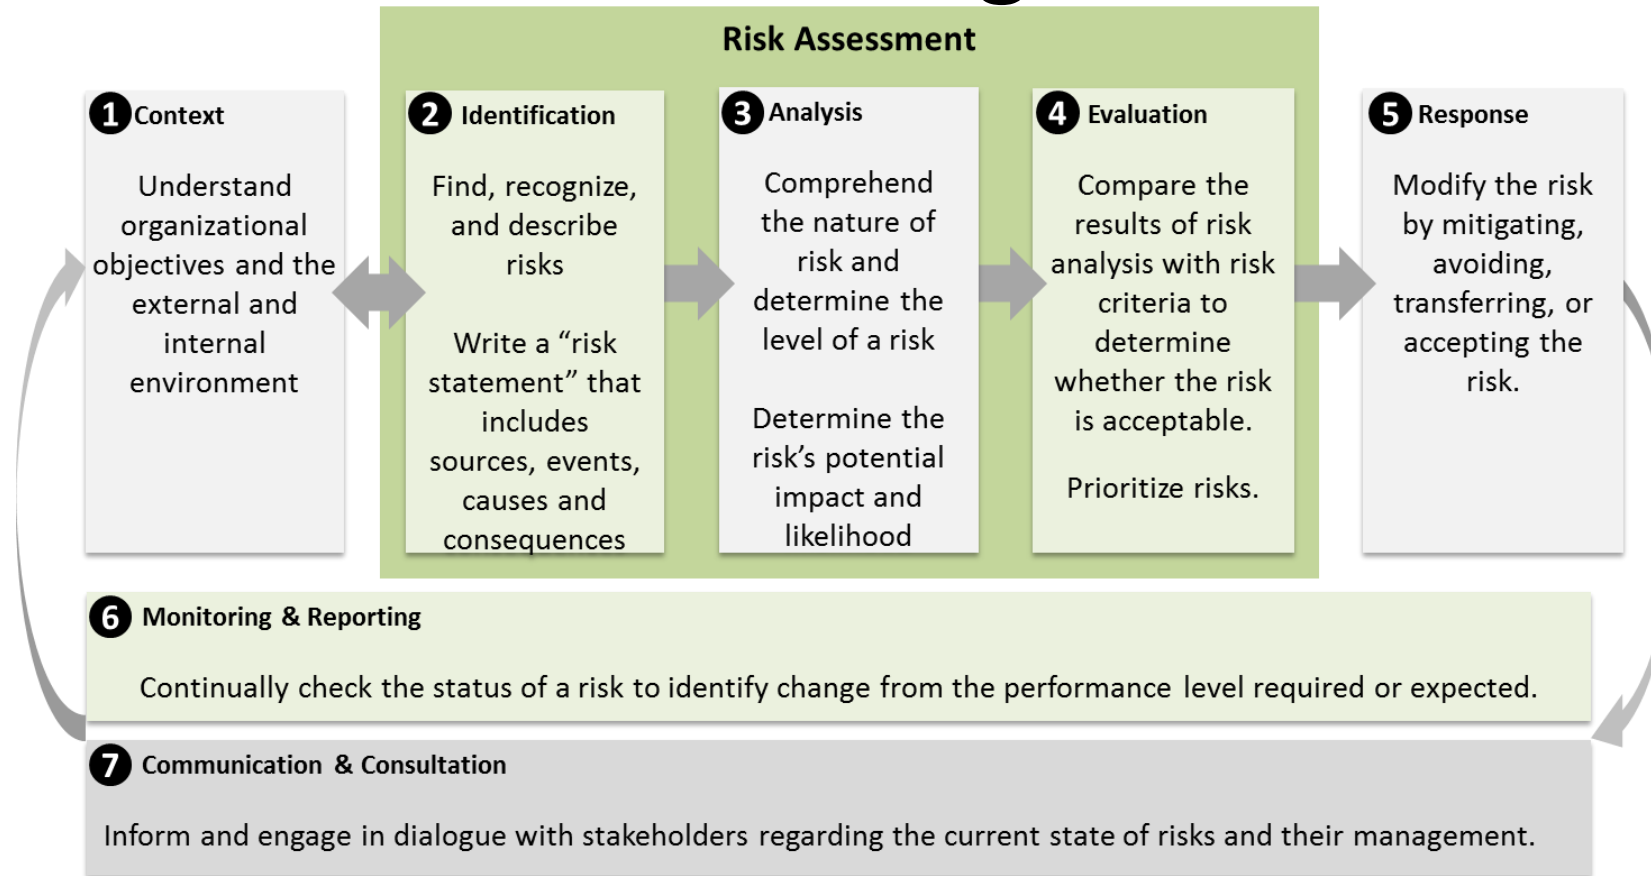 Risk Assessment
1 Context
Understand
organizational
objectives and the
external and
internal
environment
2 Identification
Find, recognize,
and describe
risks
Write a “risk
statement” that
includes
sources, events,
causes and
consequences
3 Analysis
Comprehend
the nature of
risk and
determine the
level of a risk
Determine the
risk’s potential
impact and
likelihood
4 Evaluation
Compare the
results of risk
analysis with risk
criteria to
determine
whether the risk
is acceptable.
Prioritize risks.
5 Response
Modify the risk
by mitigating,
avoiding,
transferring, or
accepting the
risk.
6 Monitoring & Reporting
Continually check the status of a risk to identify change from the performance level required or expected.
7 Communication & Consultation
Inform and engage in dialogue with stakeholders regarding the current state of risks and their management.